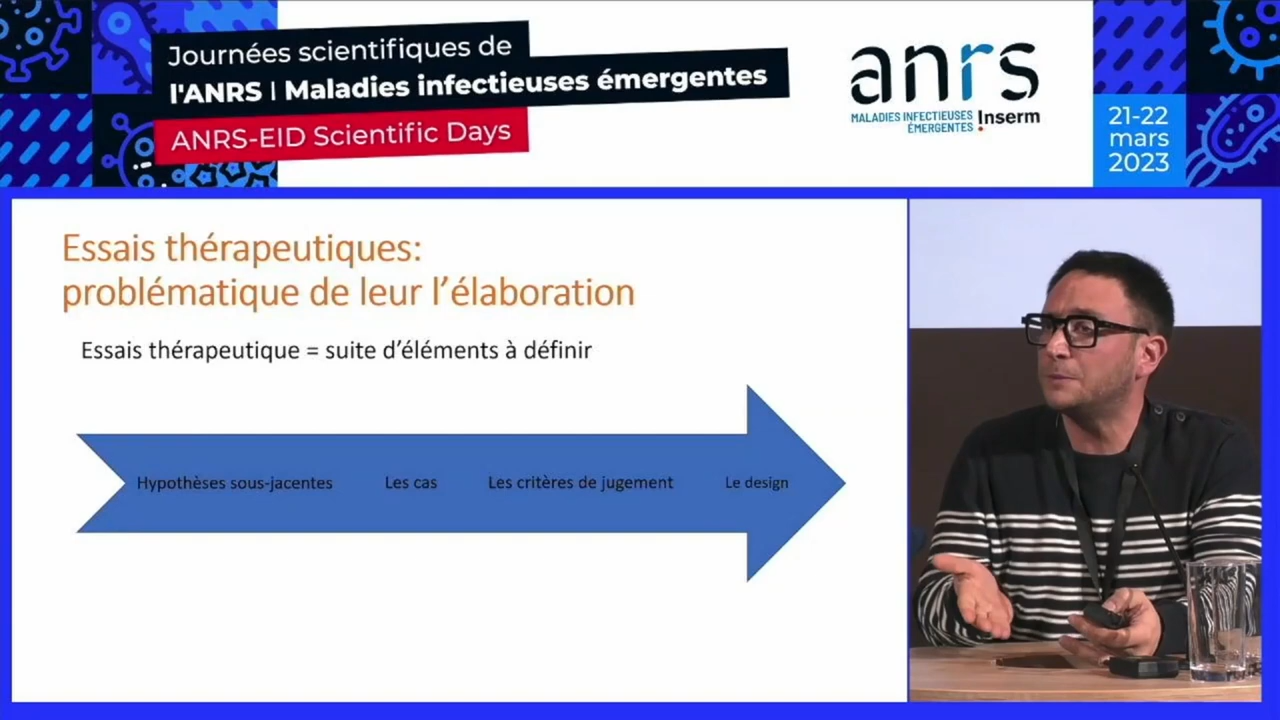 Journées scientifiques de
l'ANRS | Maladies infectieuses émergentes
ANRS-EID Scientific Days
anrs
MALADIES INFECTIEUSES
ÉMERGENTES
Inserm
21-22
mars
2023
Essais thérapeutiques:
problématique de leur l’élaboration
Essais thérapeutique = suite d’éléments à définir
Hypothèses sous-jacentes Les cas Les critères de jugement Le design